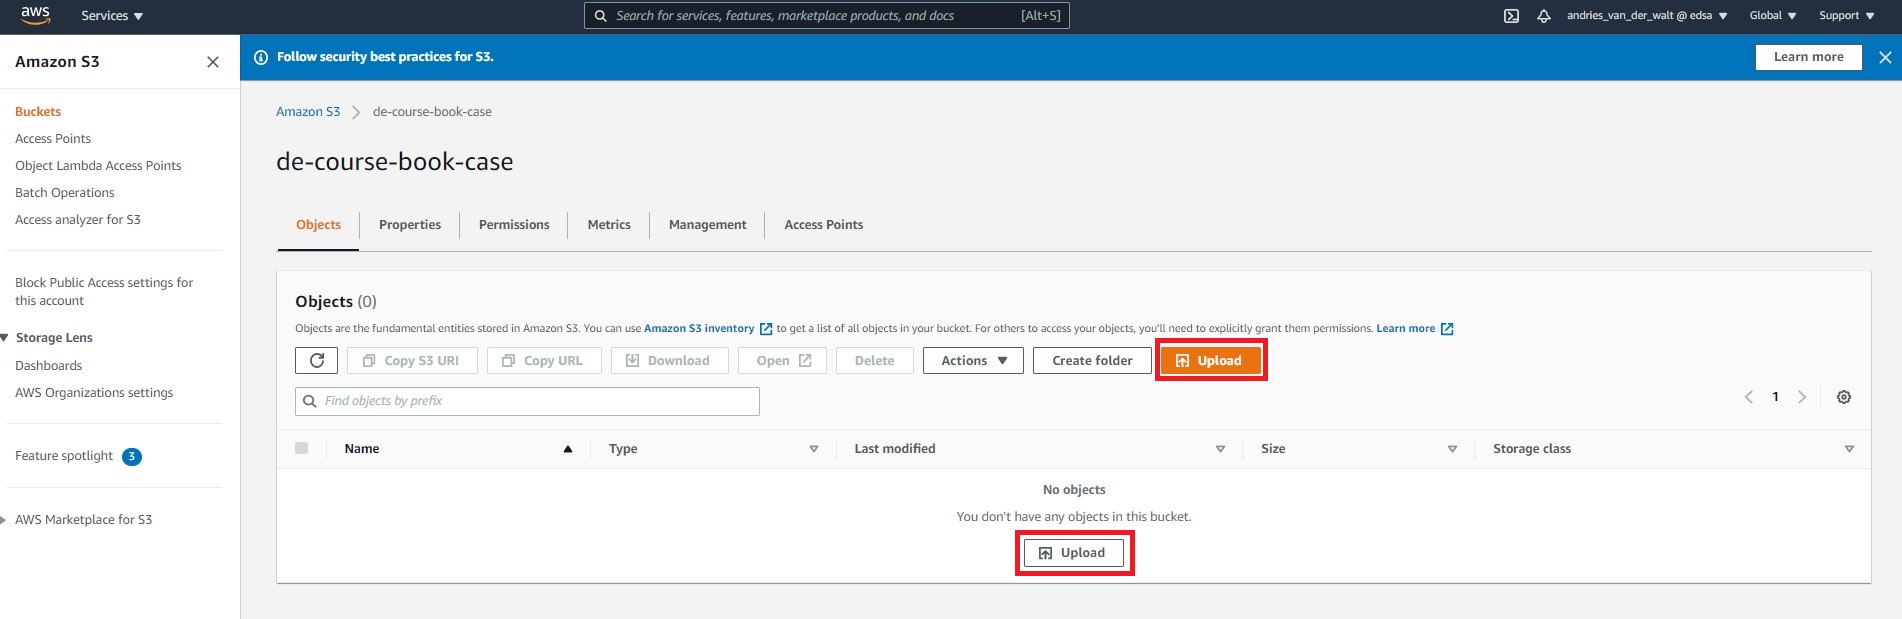 aws Services Search for services, features, marketplace products, and docs [Alt+S] andries_van_der_walt @ edsa Global Support
Amazon S3
Buckets
Access Points
Object Lambda Access Points
Batch Operations
Access analyzer for S3
Block Public Access settings for
this account
Storage Lens
Dashboards
AWS Organizations settings
Feature spotlight 3
AWS Marketplace for S3
Follow security best practices for S3. Learn more
Amazon S3 de-course-book-case
de-course-book-case
Objects Properties Permissions Metrics Management Access Points
Objects (0)
Objects are the fundamental entities stored in Amazon S3. You can use Amazon S3 inventory to get a list of all objects in your bucket. For others to access your objects, you'll need to explicitly grant them permissions. Learn more
Copy S3 URI Copy URL Download Open Delete Actions Create folder Upload
Find objects by prefix 1
Name Type Last modified Size Storage class
No objects
You don't have any objects in this bucket.
Upload